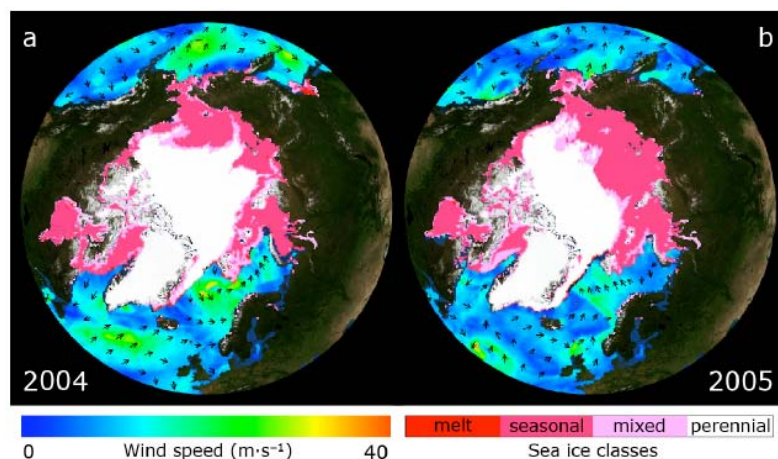 a
b
2004
2005
0 Wind speed (m·s⁻¹) 40
melt seasonal mixed perennial
Sea ice classes